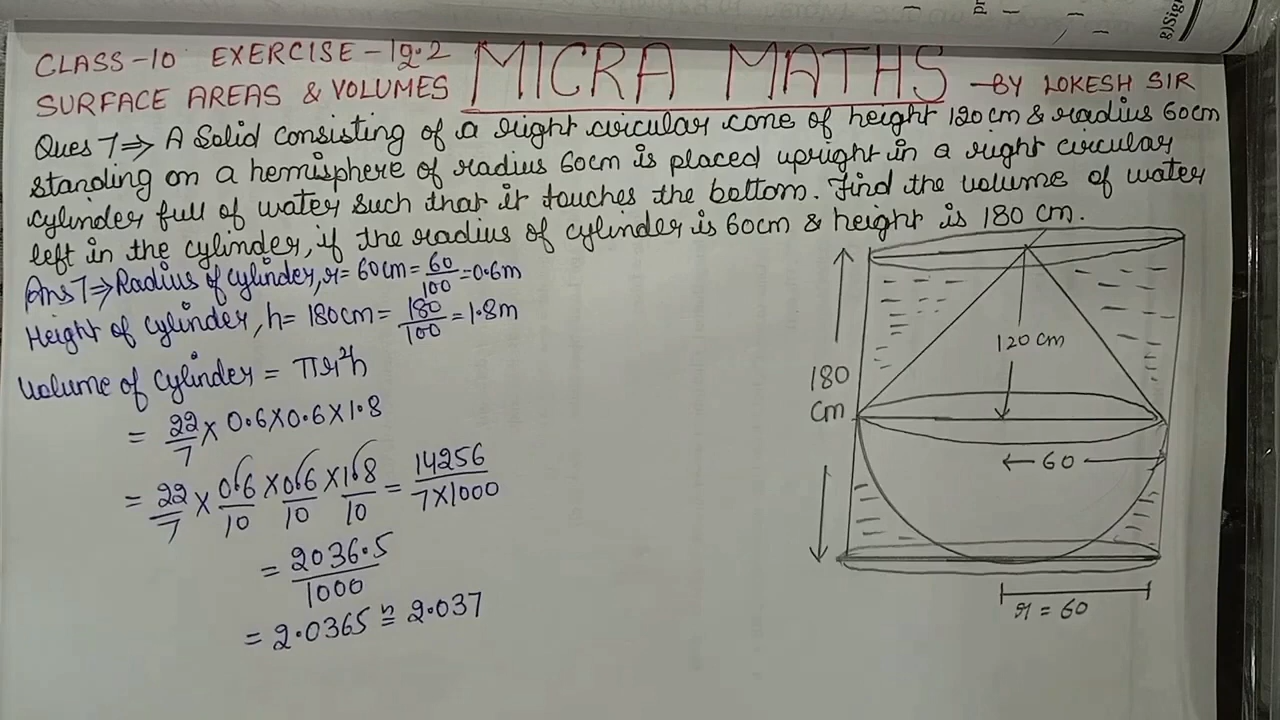 CLASS-10 EXERCISE-12.2
SURFACE AREAS & VOLUMES
MICRA MATHS
-BY LOKESH SIR
Ques 7⇒ A Solid consisting of a right circular cone of height 120cm & radius 60cm
standing on a hemisphere of radius 60cm is placed upright in a right circular
cylinder full of water such that it touches the bottom. Find the volume of water
left in the cylinder, if the radius of cylinder is 60cm & height is 180 cm.
Ans 7⇒ Radius of cylinder, r= 60cm = 60/100 = 0.6m
Height of cylinder, h= 180cm = 180/100 = 1.8m
Volume of cylinder = πr²h
= 22/7 × 0.6×0.6×1.8
= 22/7 × 06/10 × 06/10 × 18/10 = 14256/7×1000
= 2036.5/1000
= 2.0365 ≅ 2.037
120 cm
180
cm
← 60 →
r = 60